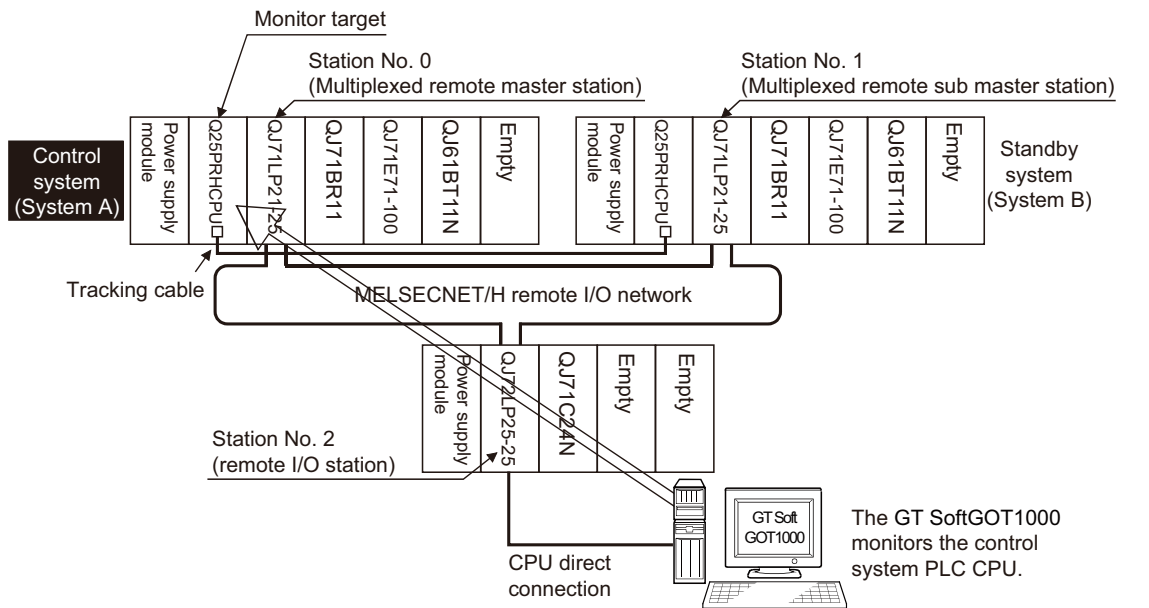 Monitor target
Station No. 0
(Multiplexed remote master station)
Station No. 1
(Multiplexed remote sub master station)
Control
system
(System A)
Power supply
module
Q25PRHCPU
QJ71LP21-25
QJ71BR11
QJ71E71-100
QJ61BT11N
Empty
Power supply
module
Q25PRHCPU
QJ71LP21-25
QJ71BR11
QJ71E71-100
QJ61BT11N
Empty
Standby
system
(System B)
Tracking cable
MELSECNET/H remote I/O network
Power supply
module
QJ72LP25-25
QJ71C24N
Empty
Empty
Station No. 2
(remote I/O station)
CPU direct
connection
GT Soft
GOT1000
The GT SoftGOT1000
monitors the control
system PLC CPU.